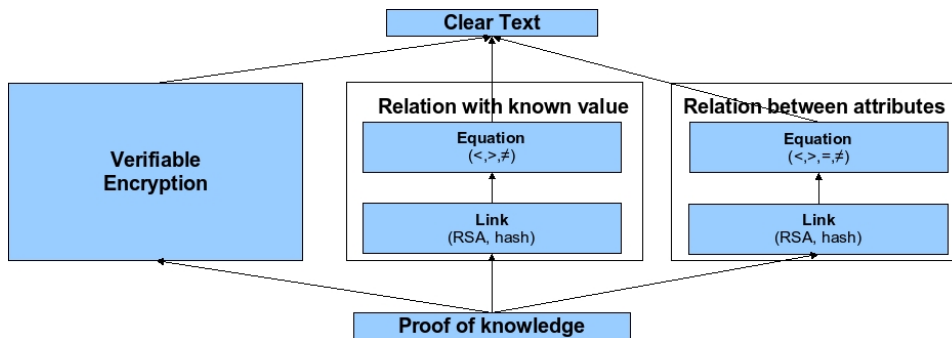 Clear Text
Verifiable
Encryption
Relation with known value
Equation
(<,>,≠)
Link
(RSA, hash)
Relation between attributes
Equation
(<,>,=,≠)
Link
(RSA, hash)
Proof of knowledge